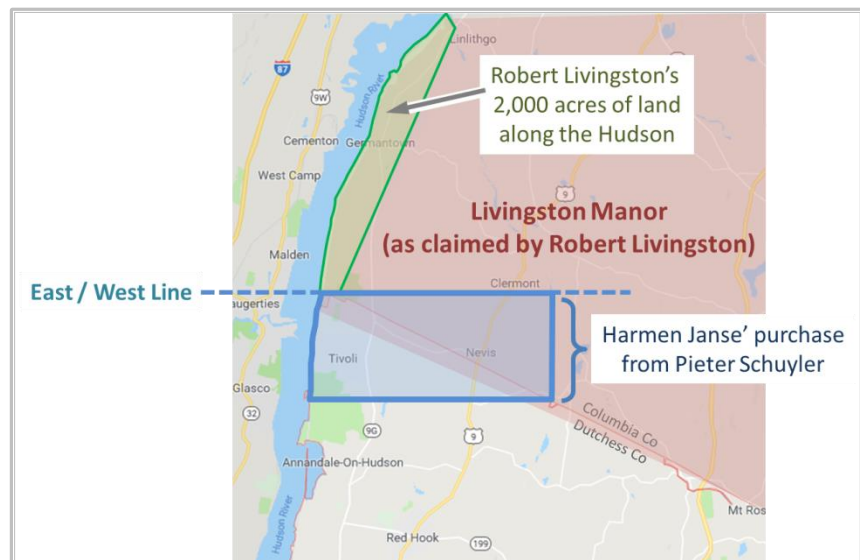 Linlithgo
87
9W
Hudson River
Robert Livingston’s
2,000 acres of land
along the Hudson
Cementon
Germantown
West Camp
9
Livingston Manor
(as claimed by Robert Livingston)
Malden
Clermont
East / West Line
augerties
Harmen Janse’ purchase
from Pieter Schuyler
Tivoli
Nevis
Glasco
32
9G
9
Columbia Co
Dutchess Co
Annandale-On-Hudson
Mt Ros
Hudson River
Red Hook
199